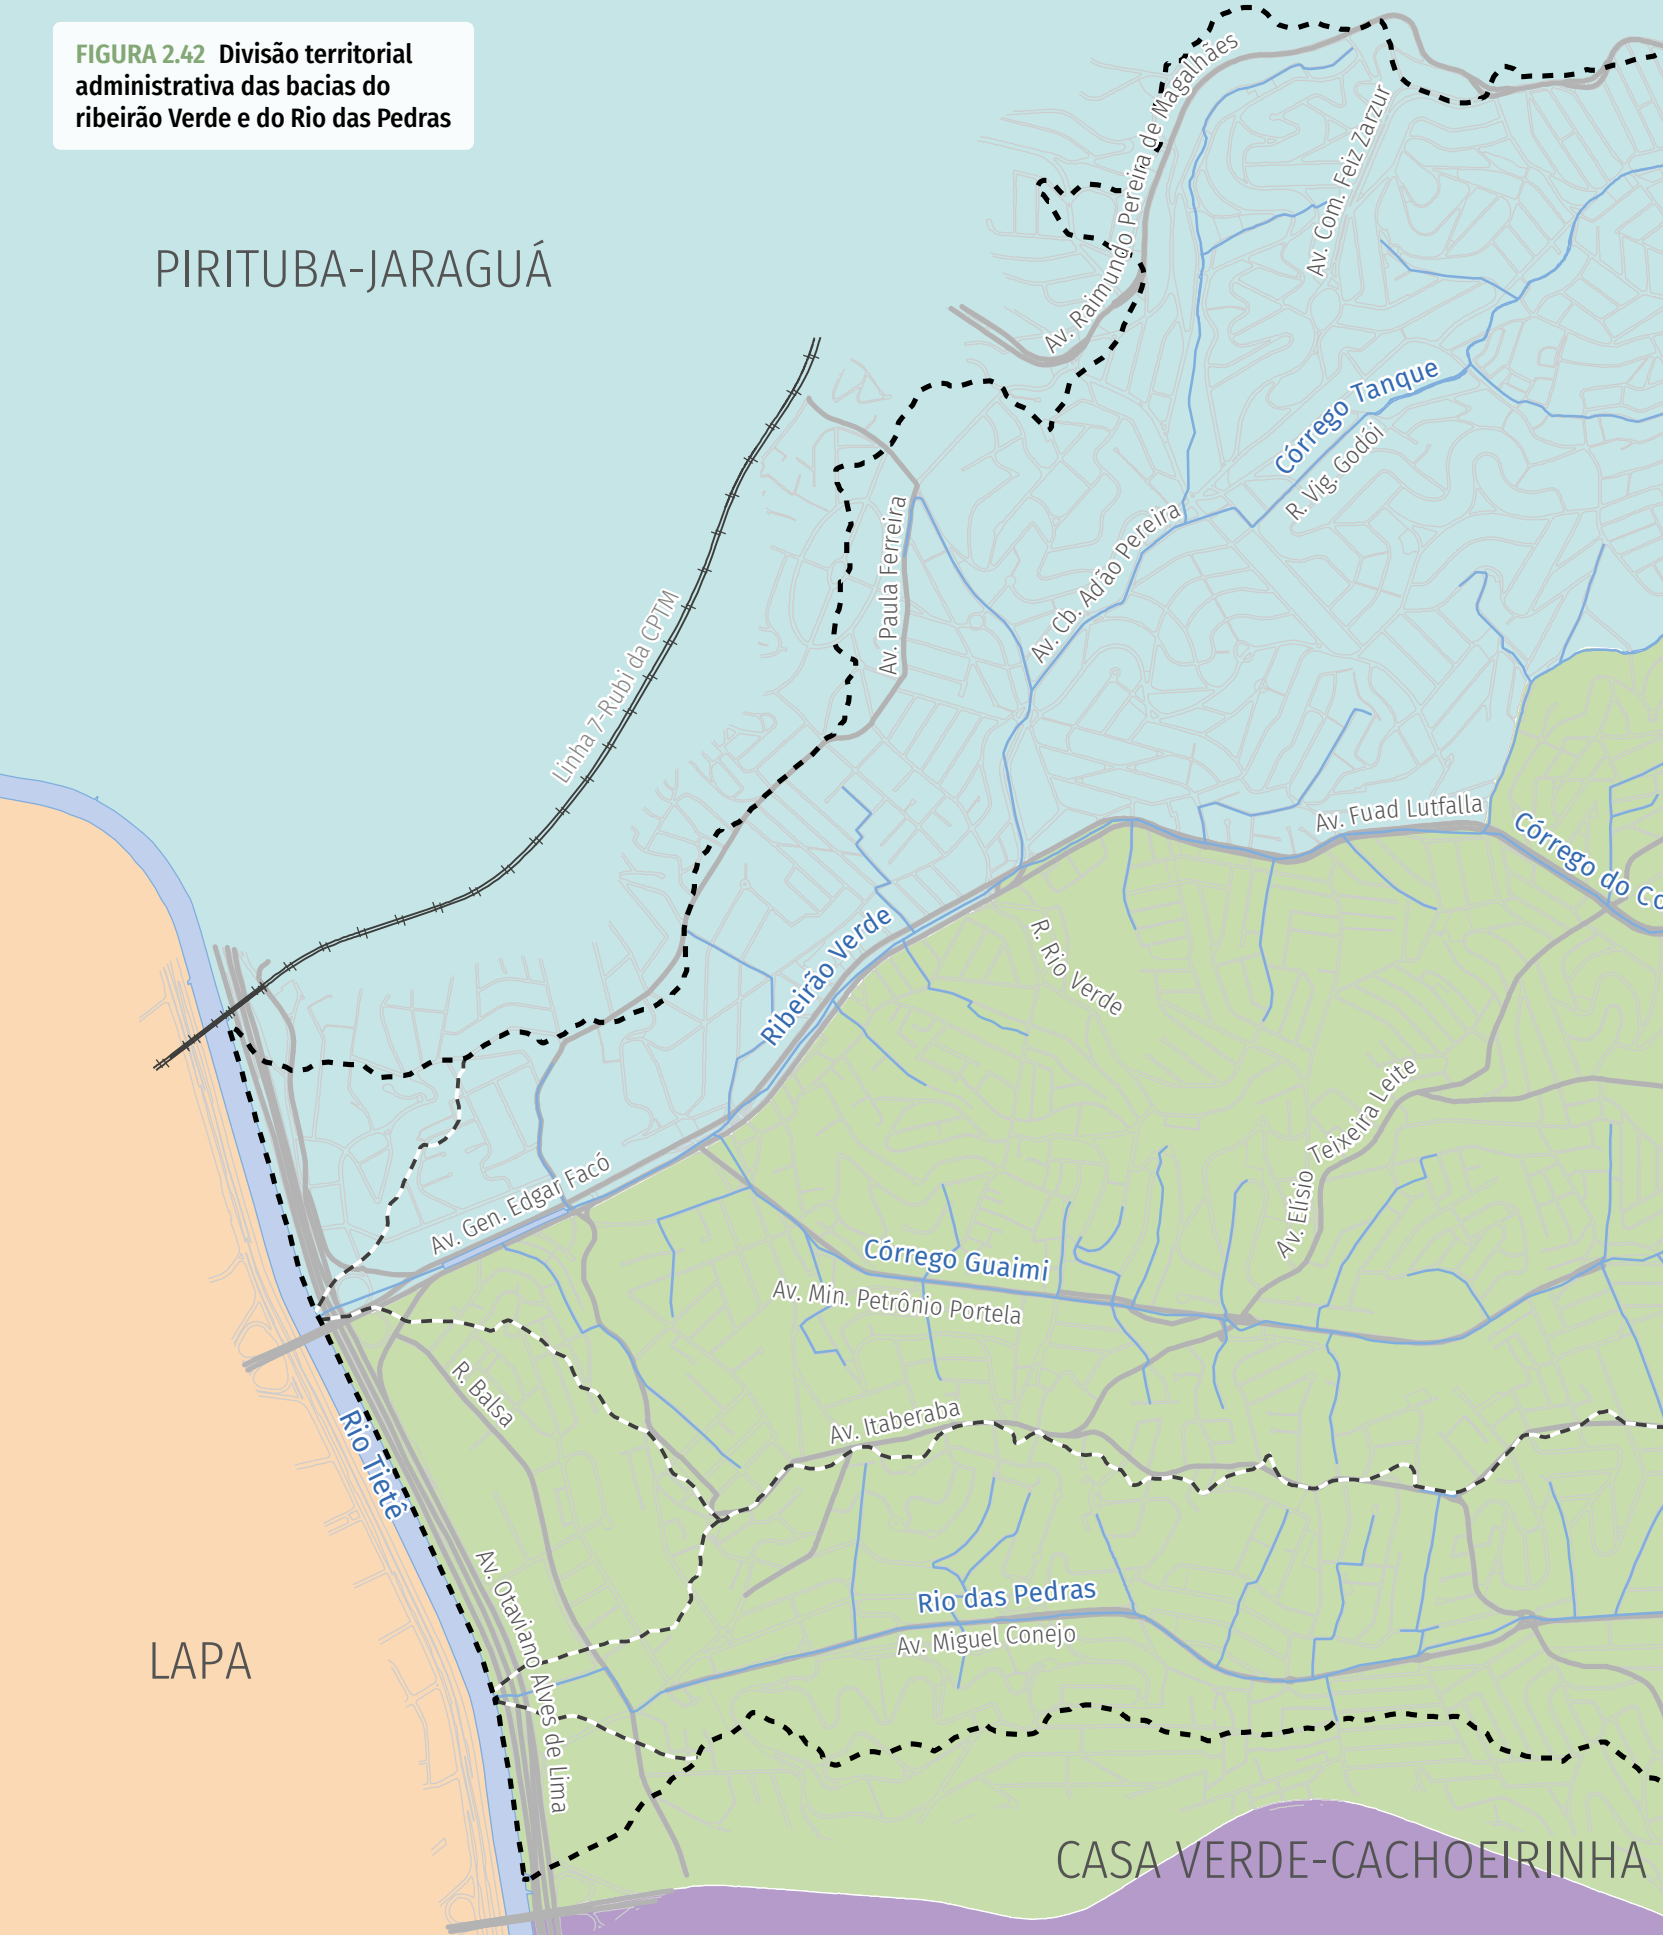 FIGURA 2.42 Divisão territorial
administrativa das bacias do
ribeirão Verde e do Rio das Pedras
Av. Raimundo Pereira de Magalhães
Av. Com. Feiz Zarzur
PIRITUBA-JARAGUÁ
Córrego Tanque
R. Vig. Godói
Av. Paula Ferreira
Av. Cb. Adão Pereira
Linha 7-Rubi da CPTM
Av. Fuad Lutfalla
Córrego do Co
Ribeirão Verde
R. Rio Verde
Av. Elísio Teixeira Leite
Av. Gen. Edgar Facó
Córrego Guaimi
Av. Min. Petrônio Portela
R. Balsa
Av. Itaberaba
Rio Tietê
Av. Otaviano Alves de Lima
Rio das Pedras
Av. Miguel Conejo
LAPA
CASA VERDE-CACHOEIRINHA